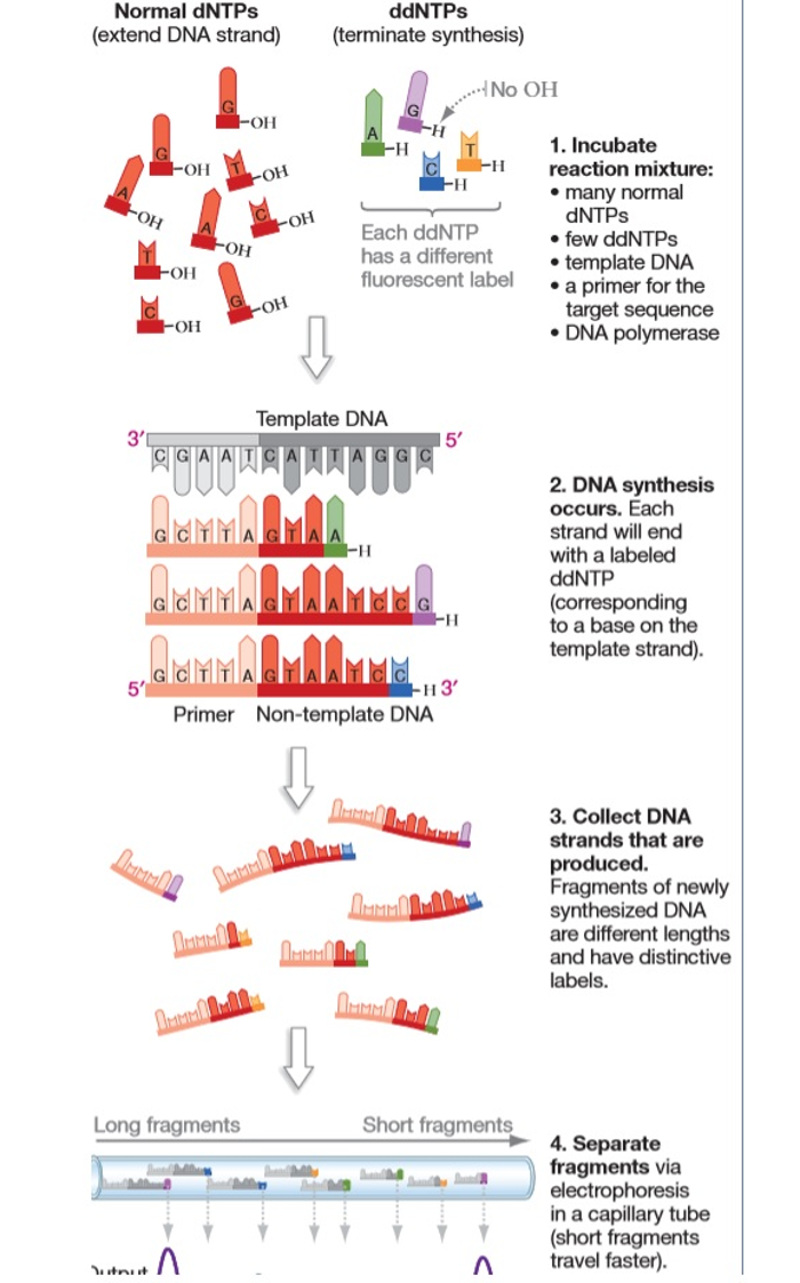 Normal dNTPs
(extend DNA strand)
ddNTPs
(terminate synthesis)
G
-OH
G
-OH
A
-OH
T
-OH
A
-OH
C
-OH
T
-OH
C
-OH
G
-OH
A
-H
G
-H
No OH
T
-H
C
-H
Each ddNTP
has a different
fluorescent label
1. Incubate
reaction mixture:
• many normal
dNTPs
• few ddNTPs
• template DNA
• a primer for the
target sequence
• DNA polymerase
Template DNA
3′ 5′
C G A A T C A T T A G G C
G C T T A G T A A -H
G C T T A G T A A T C C G -H
5′ G C T T A G T A A T C C -H 3′
Primer Non-template DNA
2. DNA synthesis
occurs. Each
strand will end
with a labeled
ddNTP
(corresponding
to a base on the
template strand).
3. Collect DNA
strands that are
produced.
Fragments of newly
synthesized DNA
are different lengths
and have distinctive
labels.
Long fragments Short fragments
4. Separate
fragments via
electrophoresis
in a capillary tube
(short fragments
travel faster).